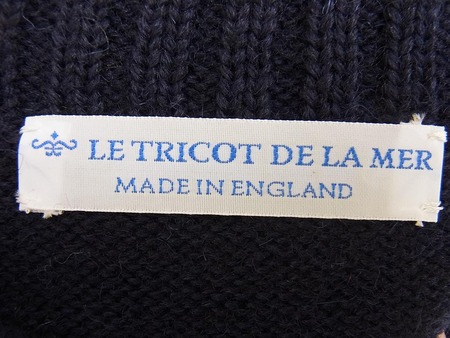 LE TRICOT DE LA MER
MADE IN ENGLAND